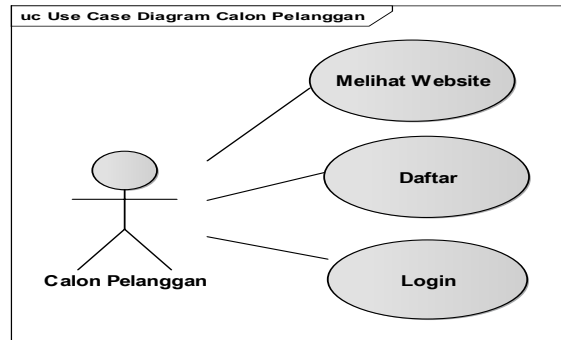 uc Use Case Diagram Calon Pelanggan
Melihat Website
Daftar
Calon Pelanggan
Login